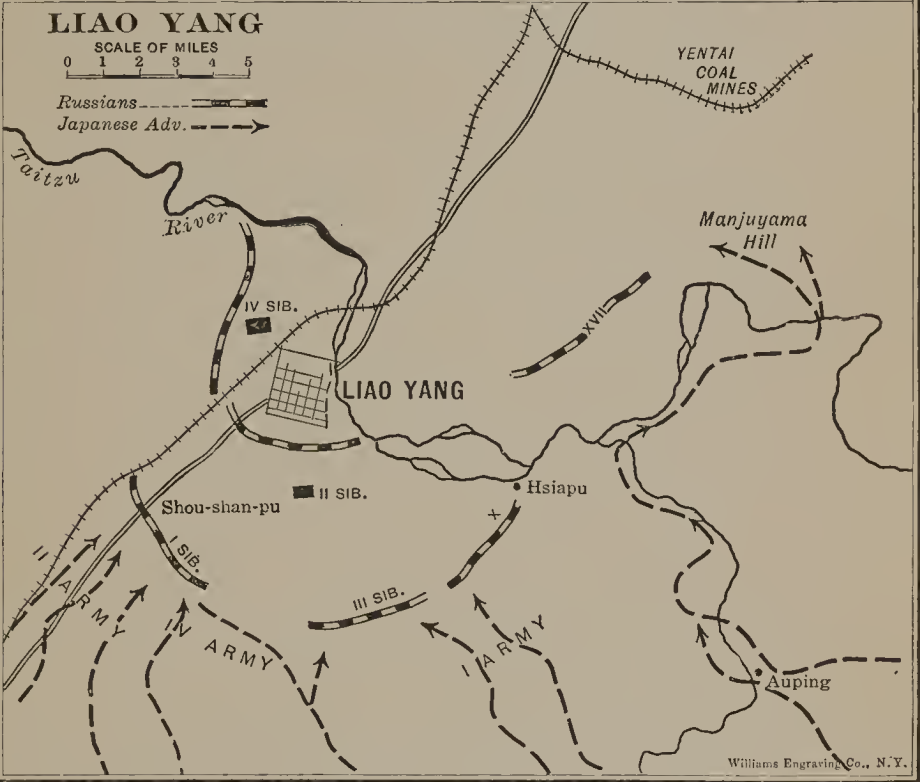 LIAO YANG
SCALE OF MILES
0 1 2 3 4 5
Russians
Japanese Adv.
YENTAI
COAL
MINES
Taitzu
River
Manjuyama
Hill
IV SIB.
XVII
LIAO YANG
II SIB.
Hsiapu
Shou-shan-pu
X
I SIB.
II ARMY
III SIB.
IV ARMY
I ARMY
Auping
Williams Engraving Co., N.Y.